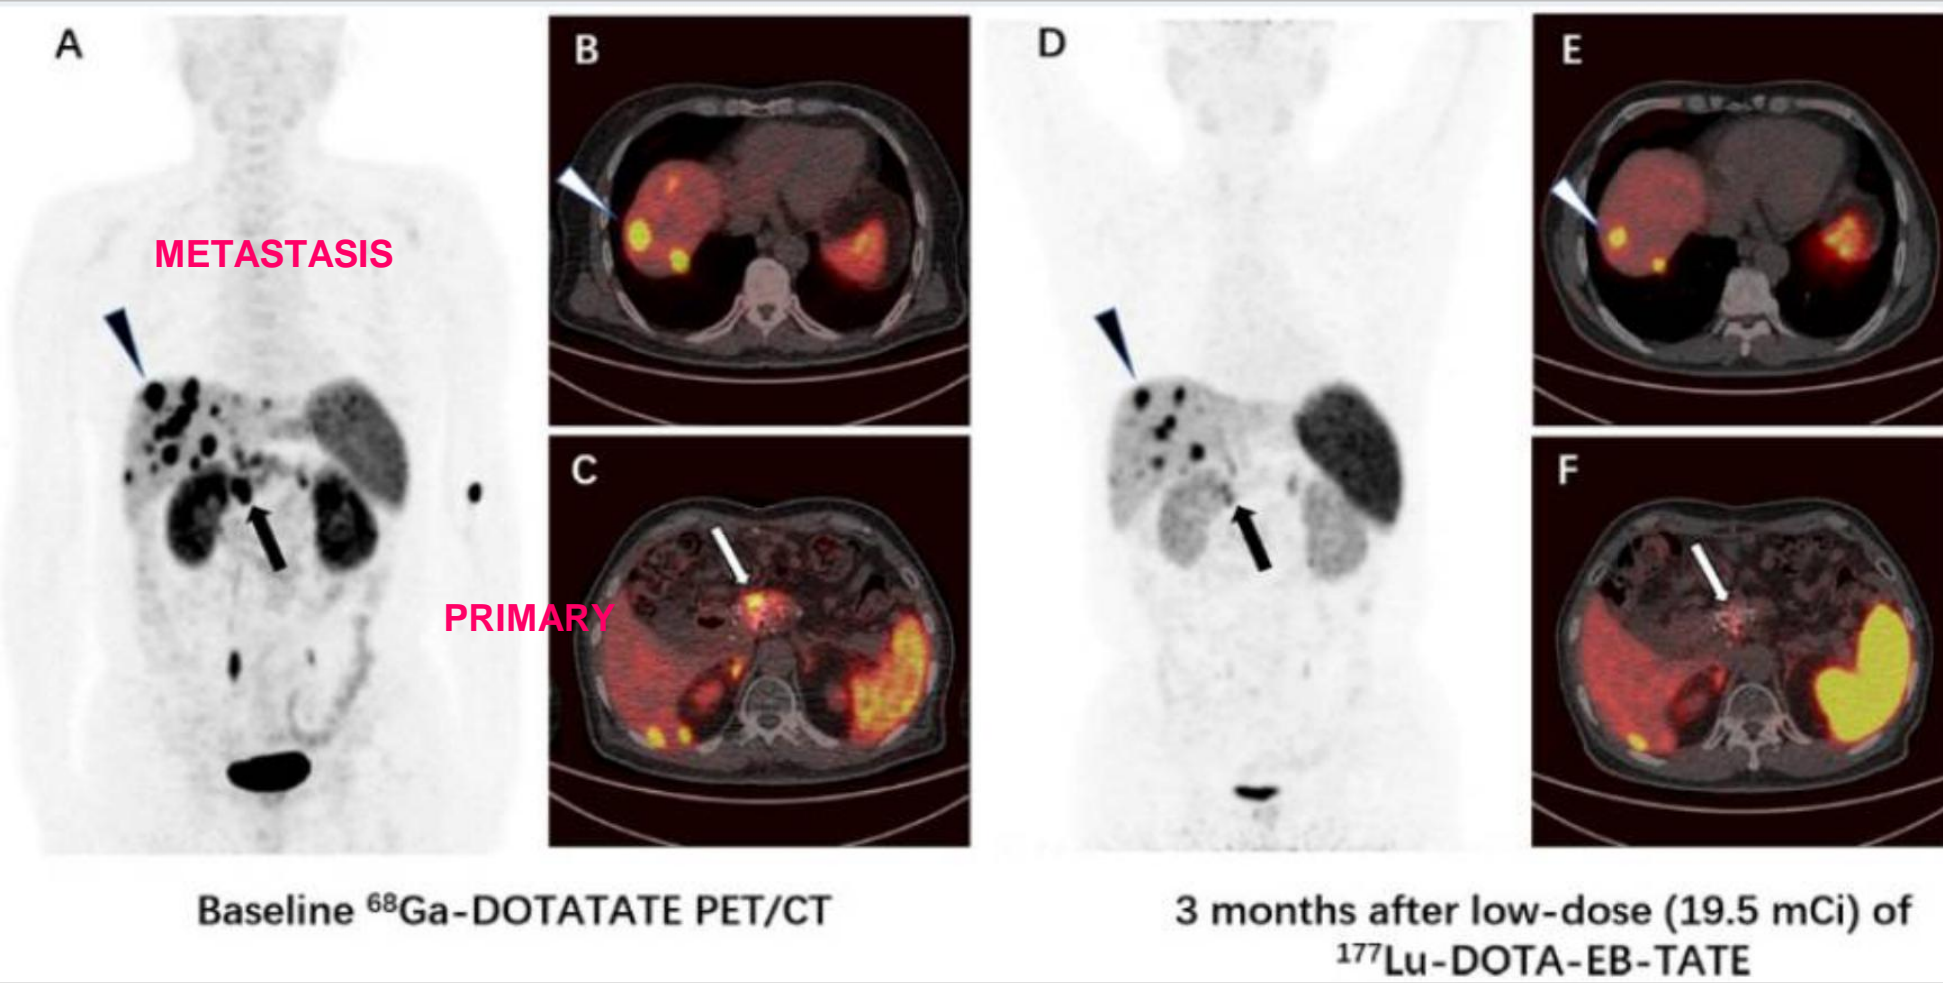 A
B
D
E
METASTASIS
C
F
PRIMARY
Baseline ⁶⁸Ga-DOTATATE PET/CT
3 months after low-dose (19.5 mCi) of
¹⁷⁷Lu-DOTA-EB-TATE